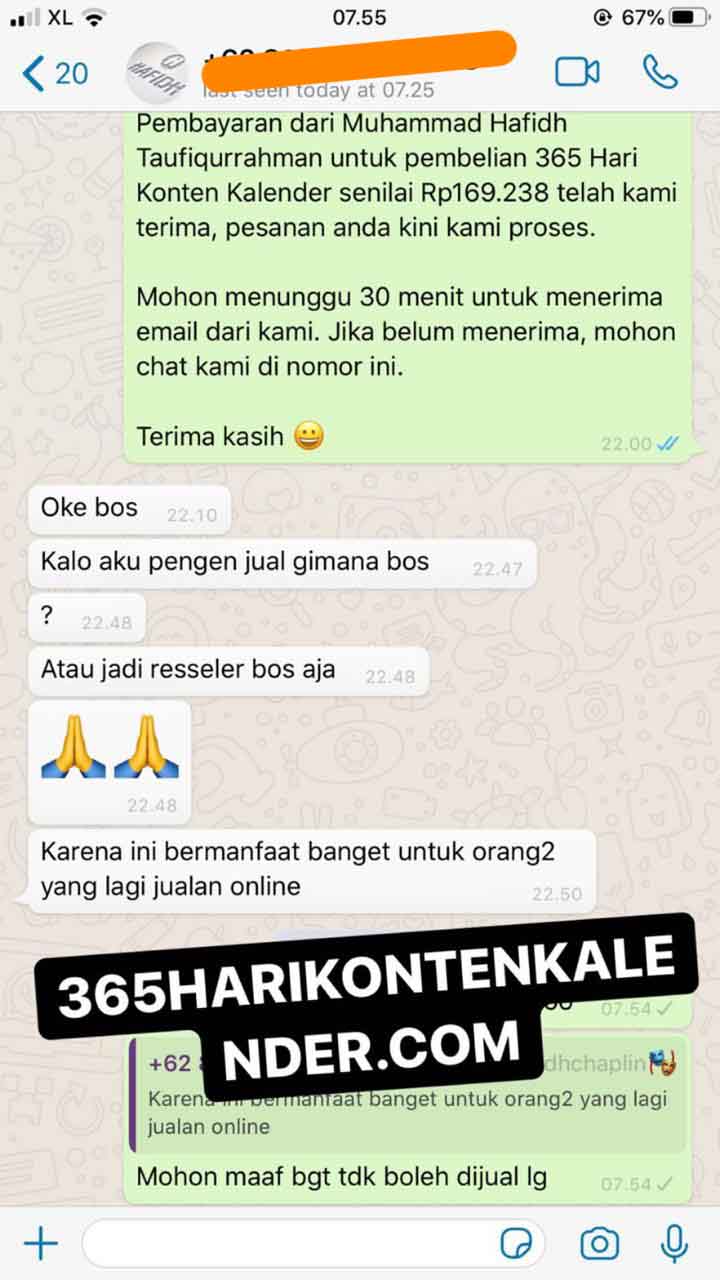 XL 07.55 67%
20
HAFIDH
last seen today at 07.25
Pembayaran dari Muhammad Hafidh
Taufiqurrahman untuk pembelian 365 Hari
Konten Kalender senilai Rp169.238 telah kami
terima, pesanan anda kini kami proses.
Mohon menunggu 30 menit untuk menerima
email dari kami. Jika belum menerima, mohon
chat kami di nomor ini.
Terima kasih 😀 22.00
Oke bos 22.10
Kalo aku pengen jual gimana bos 22.47
? 22.48
Atau jadi resseler bos aja 22.48
🙏 🙏
22.48
Karena ini bermanfaat banget untuk orang2
yang lagi jualan online 22.50
365HARIKONTENKALE
NDER.COM
07.54
+62 dhchaplin🎭
Karena ini bermanfaat banget untuk orang2 yang lagi
jualan online
Mohon maaf bgt tdk boleh dijual lg 07.54